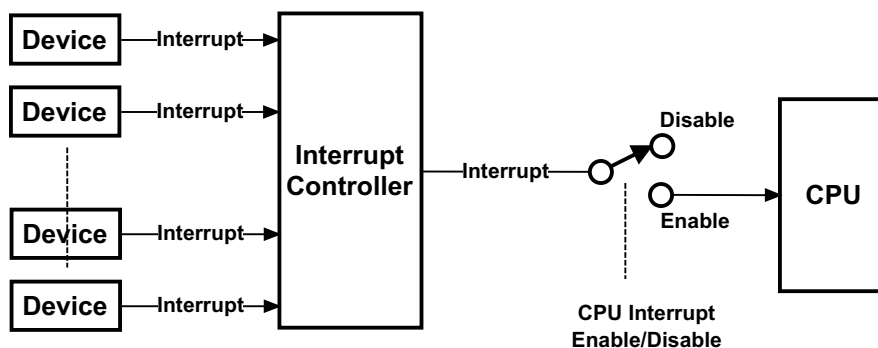 Device
Interrupt
Device
Interrupt
Device
Interrupt
Device
Interrupt
Interrupt
Controller
Interrupt
Disable
Enable
CPU
CPU Interrupt
Enable/Disable